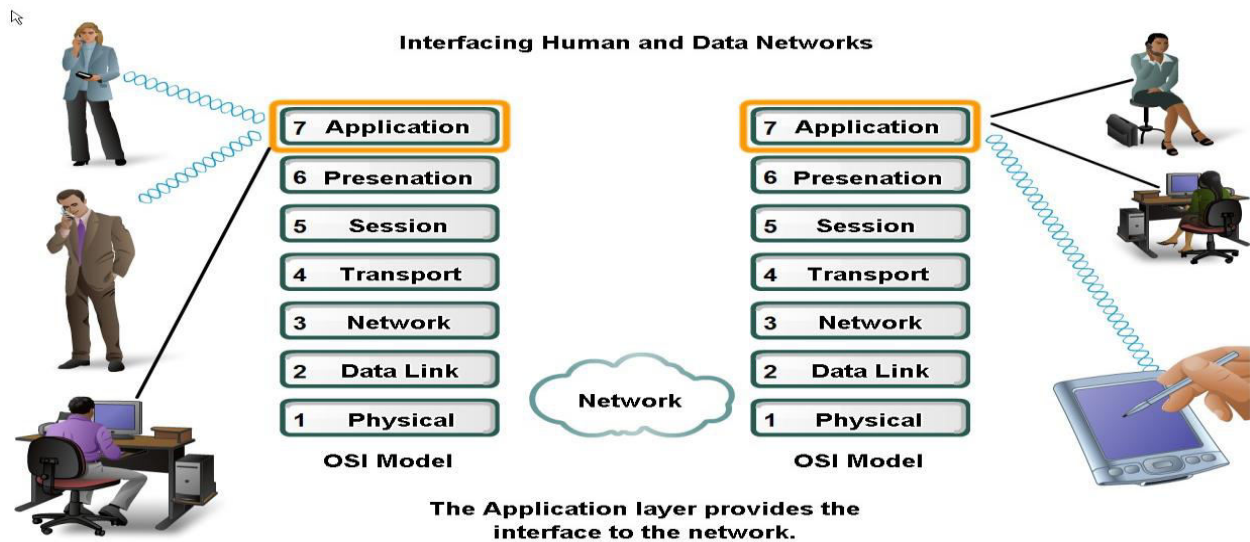 Interfacing Human and Data Networks
7 Application
6 Presenation
5 Session
4 Transport
3 Network
2 Data Link
1 Physical
OSI Model
Network
7 Application
6 Presenation
5 Session
4 Transport
3 Network
2 Data Link
1 Physical
OSI Model
The Application layer provides the
interface to the network.